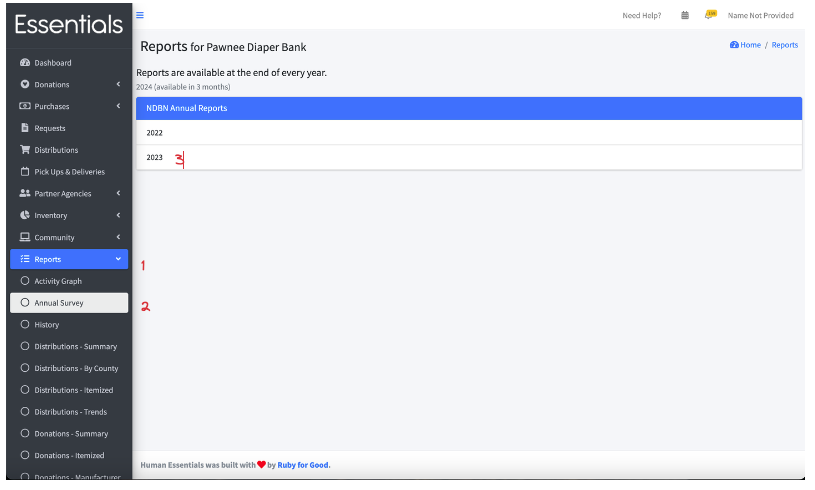 Essentials
Need Help?
156
Name Not Provided
Dashboard
Donations
Purchases
Requests
Distributions
Pick Ups & Deliveries
Partner Agencies
Inventory
Community
Reports
Activity Graph
Annual Survey
History
Distributions - Summary
Distributions - By County
Distributions - Itemized
Distributions - Trends
Donations - Summary
Donations - Itemized
Donations - Manufacturer
Reports for Pawnee Diaper Bank
Home / Reports
Reports are available at the end of every year.
2024 (available in 3 months)
NDBN Annual Reports
2022
2023 3
1
2
Human Essentials was built with ❤ by Ruby for Good.